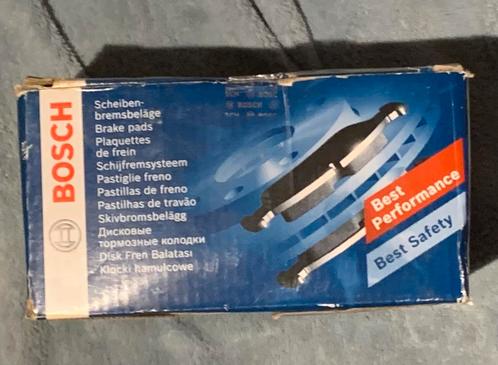 BOSCH
Scheiben-
bremsbeläge
Brake pads
Plaquettes
de frein
Schijfremsysteem
Pastiglie freno
Pastillas de freno
Pastilhas de travão
Skivbromsbelägg
Дисковые
тормозные колодки
Disk Fren Balatası
Klocki hamulcowe
BOSCH
Best
Performance
Best Safety